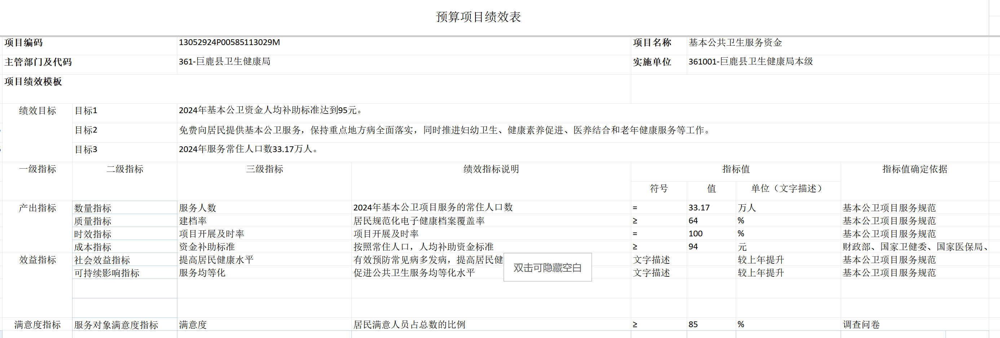 预算项目绩效表
项目编码 13052924P00585113029M 项目名称 基本公共卫生服务资金
主管部门及代码 361-巨鹿县卫生健康局 实施单位 361001-巨鹿县卫生健康局本级
项目绩效模板
绩效目标 目标1 2024年基本公卫资金人均补助标准达到95元。
目标2 免费向居民提供基本公卫服务，保持重点地方病全面落实，同时推进妇幼卫生、健康素养促进、医养结合和老年健康服务等工作。
目标3 2024年服务常住人口数33.17万人。
一级指标 二级指标 三级指标 绩效指标说明 指标值 指标值确定依据
符号 值 单位（文字描述）
产出指标 数量指标 服务人数 2024年基本公卫项目服务的常住人口数 = 33.17 万人 基本公卫项目服务规范
质量指标 建档率 居民规范化电子健康档案覆盖率 ≥ 64 % 基本公卫项目服务规范
时效指标 项目开展及时率 项目开展及时率 = 100 % 基本公卫项目服务规范
成本指标 资金补助标准 按照常住人口，人均补助资金标准 ≥ 94 元 财政部、国家卫健委、国家医保局、
效益指标 社会效益指标 提高居民健康水平 有效预防常见病多发病，提高居民健 文字描述 较上年提升 基本公卫项目服务规范
双击可隐藏空白
可持续影响指标 服务均等化 促进公共卫生服务均等化水平 文字描述 较上年提升 基本公卫项目服务规范
满意度指标 服务对象满意度指标 满意度 居民满意人员占总数的比例 ≥ 85 % 调查问卷